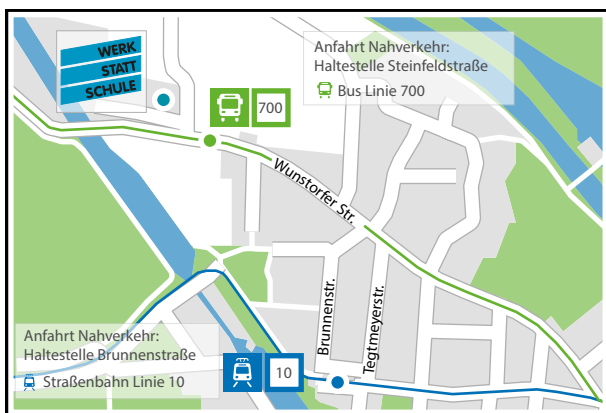 WERK
STATT
SCHULE
Anfahrt Nahverkehr:
Haltestelle Steinfeldstraße
Bus Linie 700
700
Wunstorfer Str.
Brunnenstr.
Tegtmeyerstr.
Anfahrt Nahverkehr:
Haltestelle Brunnenstraße
Straßenbahn Linie 10
10